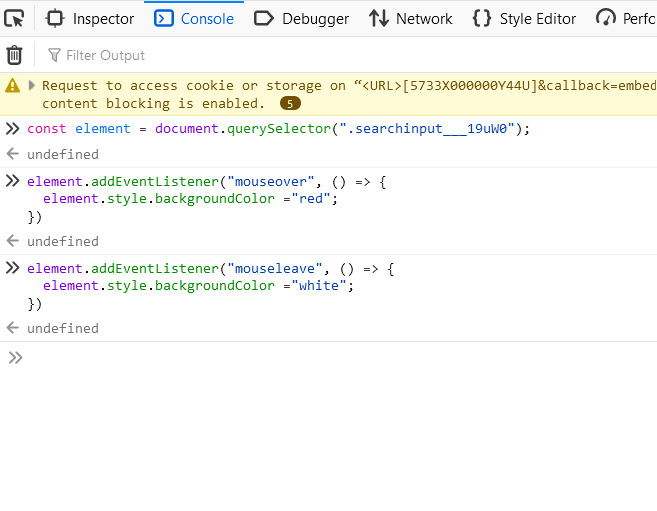 Inspector Console Debugger Network Style Editor Perfo
Filter Output
Request to access cookie or storage on “<URL>[5733X000000Y44U]&callback=embed
content blocking is enabled. 5
const element = document.querySelector(".searchinput___19uW0");
undefined
element.addEventListener("mouseover", () => {
element.style.backgroundColor ="red";
})
undefined
element.addEventListener("mouseleave", () => {
element.style.backgroundColor ="white";
})
undefined